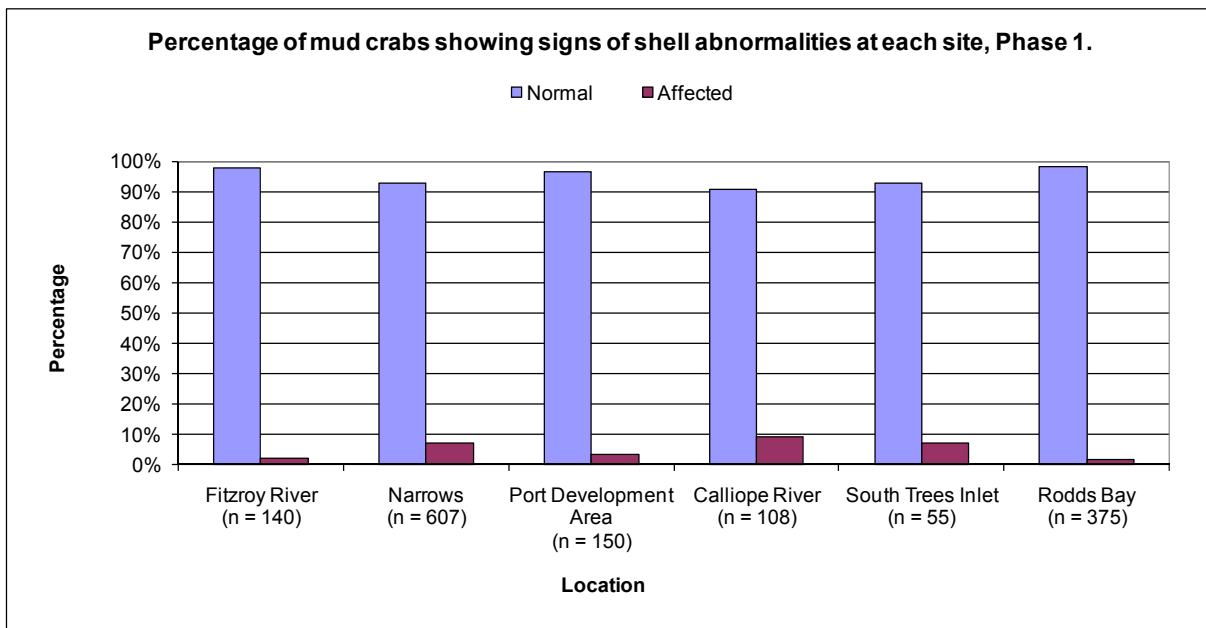 Percentage of mud crabs showing signs of shell abnormalities at each site, Phase 1.
Normal Affected
100%
90%
80%
70%
60%
50%
40%
30%
20%
10%
0%
Percentage
Fitzroy River
(n = 140)
Narrows
(n = 607)
Port Development
Area
(n = 150)
Calliope River
(n = 108)
South Trees Inlet
(n = 55)
Rodds Bay
(n = 375)
Location